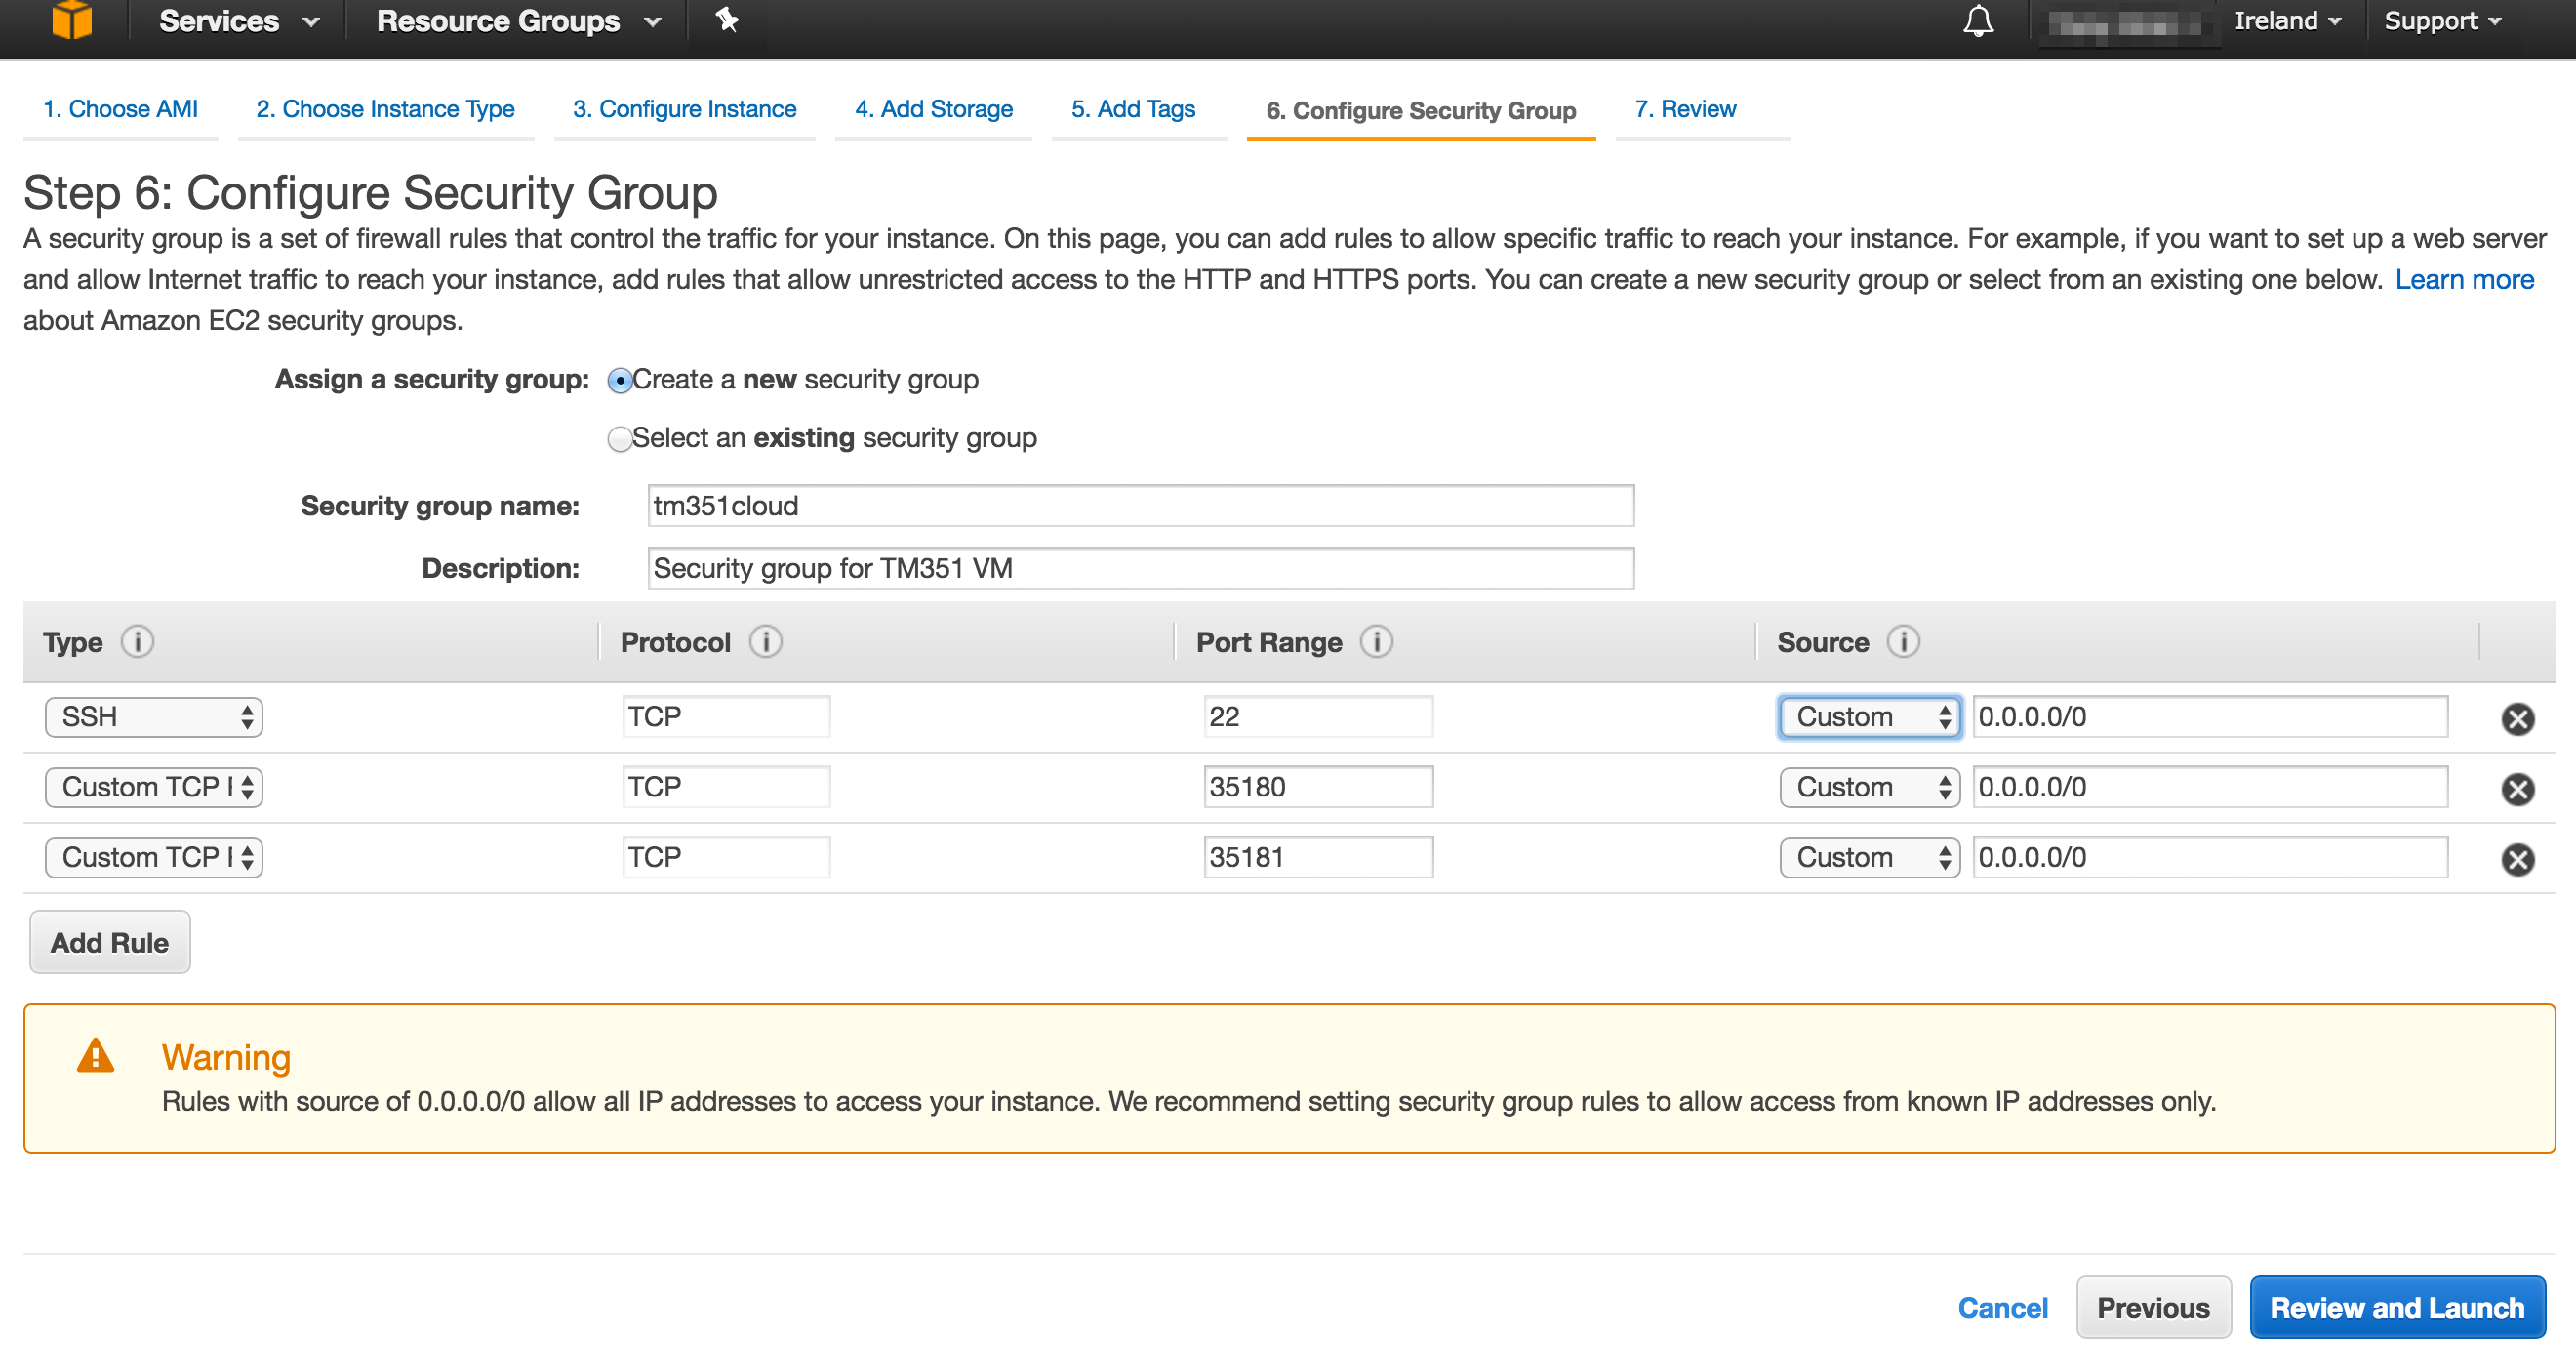 Services
Resource Groups
Ireland
Support
1. Choose AMI
2. Choose Instance Type
3. Configure Instance
4. Add Storage
5. Add Tags
6. Configure Security Group
7. Review
Step 6: Configure Security Group
A security group is a set of firewall rules that control the traffic for your instance. On this page, you can add rules to allow specific traffic to reach your instance. For example, if you want to set up a web server
and allow Internet traffic to reach your instance, add rules that allow unrestricted access to the HTTP and HTTPS ports. You can create a new security group or select from an existing one below. Learn more
about Amazon EC2 security groups.
Assign a security group: Create a new security group
Select an existing security group
Security group name: tm351cloud
Description: Security group for TM351 VM
Type Protocol Port Range Source
SSH TCP 22 Custom 0.0.0.0/0
Custom TCP TCP 35180 Custom 0.0.0.0/0
Custom TCP TCP 35181 Custom 0.0.0.0/0
Add Rule
Warning
Rules with source of 0.0.0.0/0 allow all IP addresses to access your instance. We recommend setting security group rules to allow access from known IP addresses only.
Cancel Previous Review and Launch